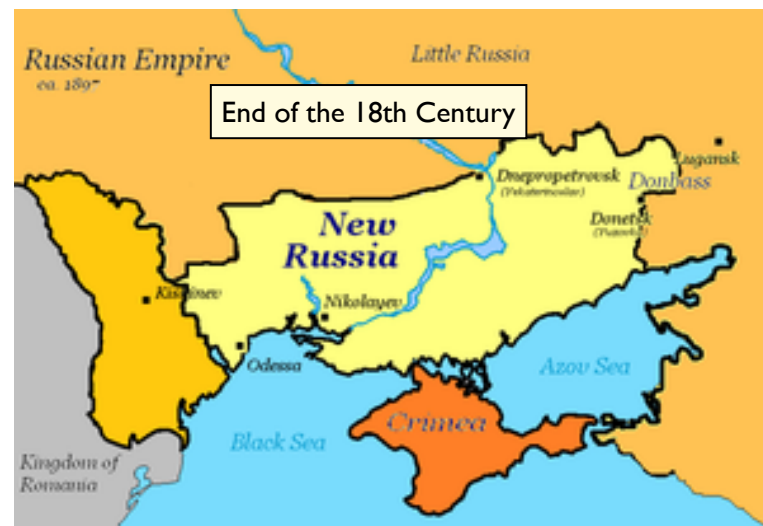 Russian Empire
ca. 1897
Little Russia
End of the 18th Century
Lugansk
Dnepropetrovsk
(Yekaterinoslav)
Donbass
Donetsk
(Yuzovka)
New
Russia
Kishinev
Nikolayev
Odessa
Azov Sea
Crimea
Black Sea
Kingdom of
Romania